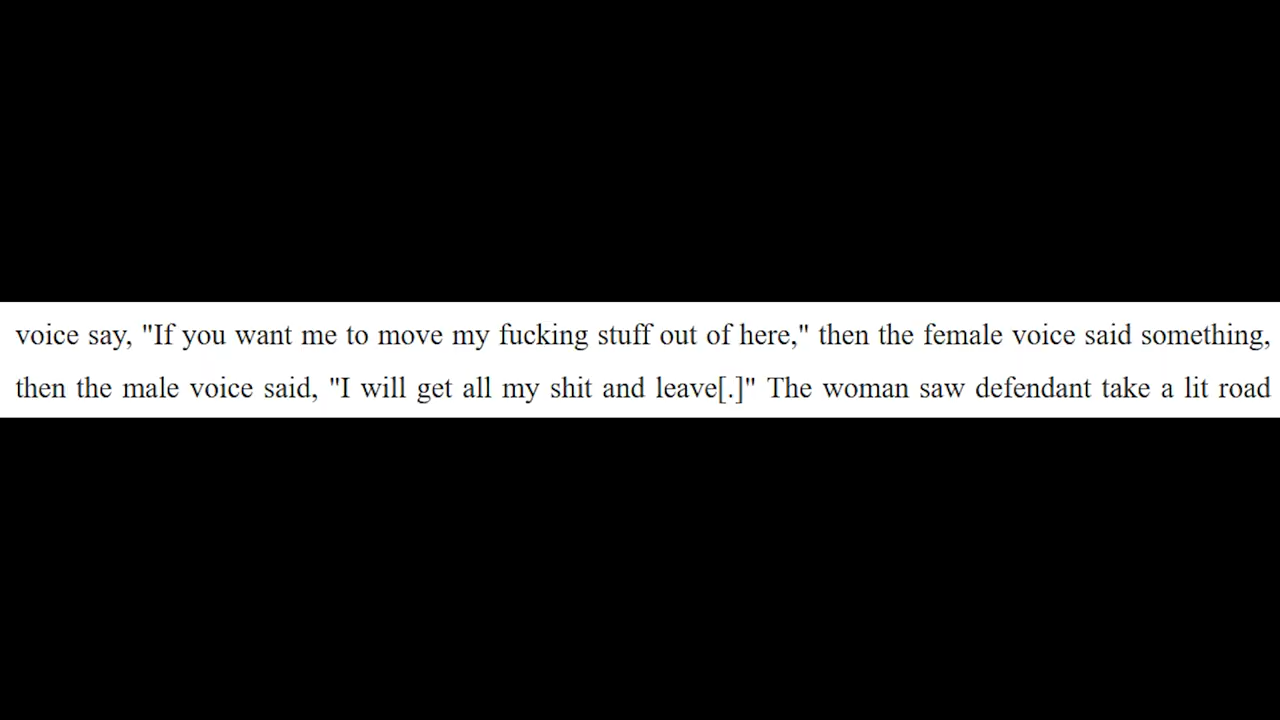 voice say, "If you want me to move my fucking stuff out of here," then the female voice said something,
then the male voice said, "I will get all my shit and leave[.]" The woman saw defendant take a lit road